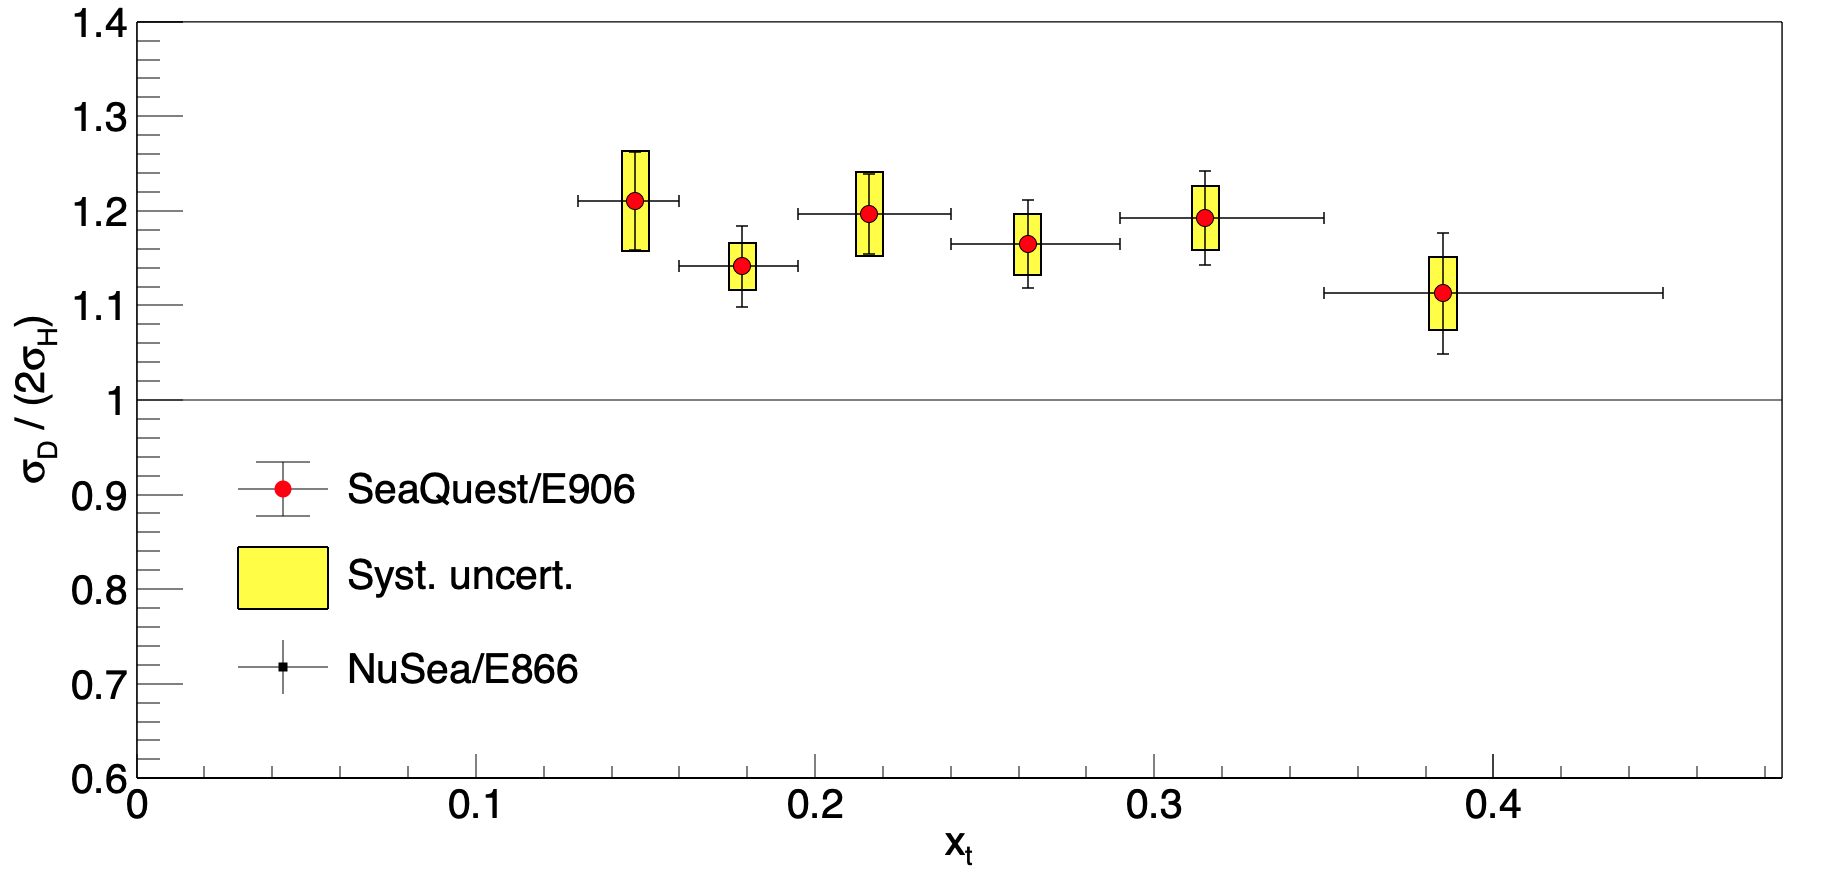 1.4
1.3
1.2
1.1
1
0.9
0.8
0.7
0.6
σD / (2σH)
SeaQuest/E906
Syst. uncert.
NuSea/E866
0 0.1 0.2 0.3 0.4
xt